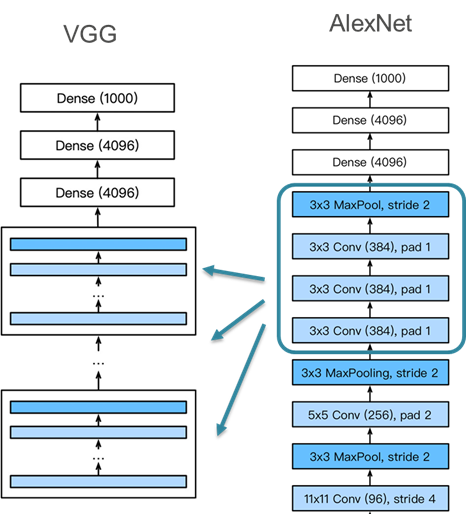 VGG
Dense (1000)
Dense (4096)
Dense (4096)
...
...
...
AlexNet
Dense (1000)
Dense (4096)
Dense (4096)
3x3 MaxPool, stride 2
3x3 Conv (384), pad 1
3x3 Conv (384), pad 1
3x3 Conv (384), pad 1
3x3 MaxPooling, stride 2
5x5 Conv (256), pad 2
3x3 MaxPool, stride 2
11x11 Conv (96), stride 4